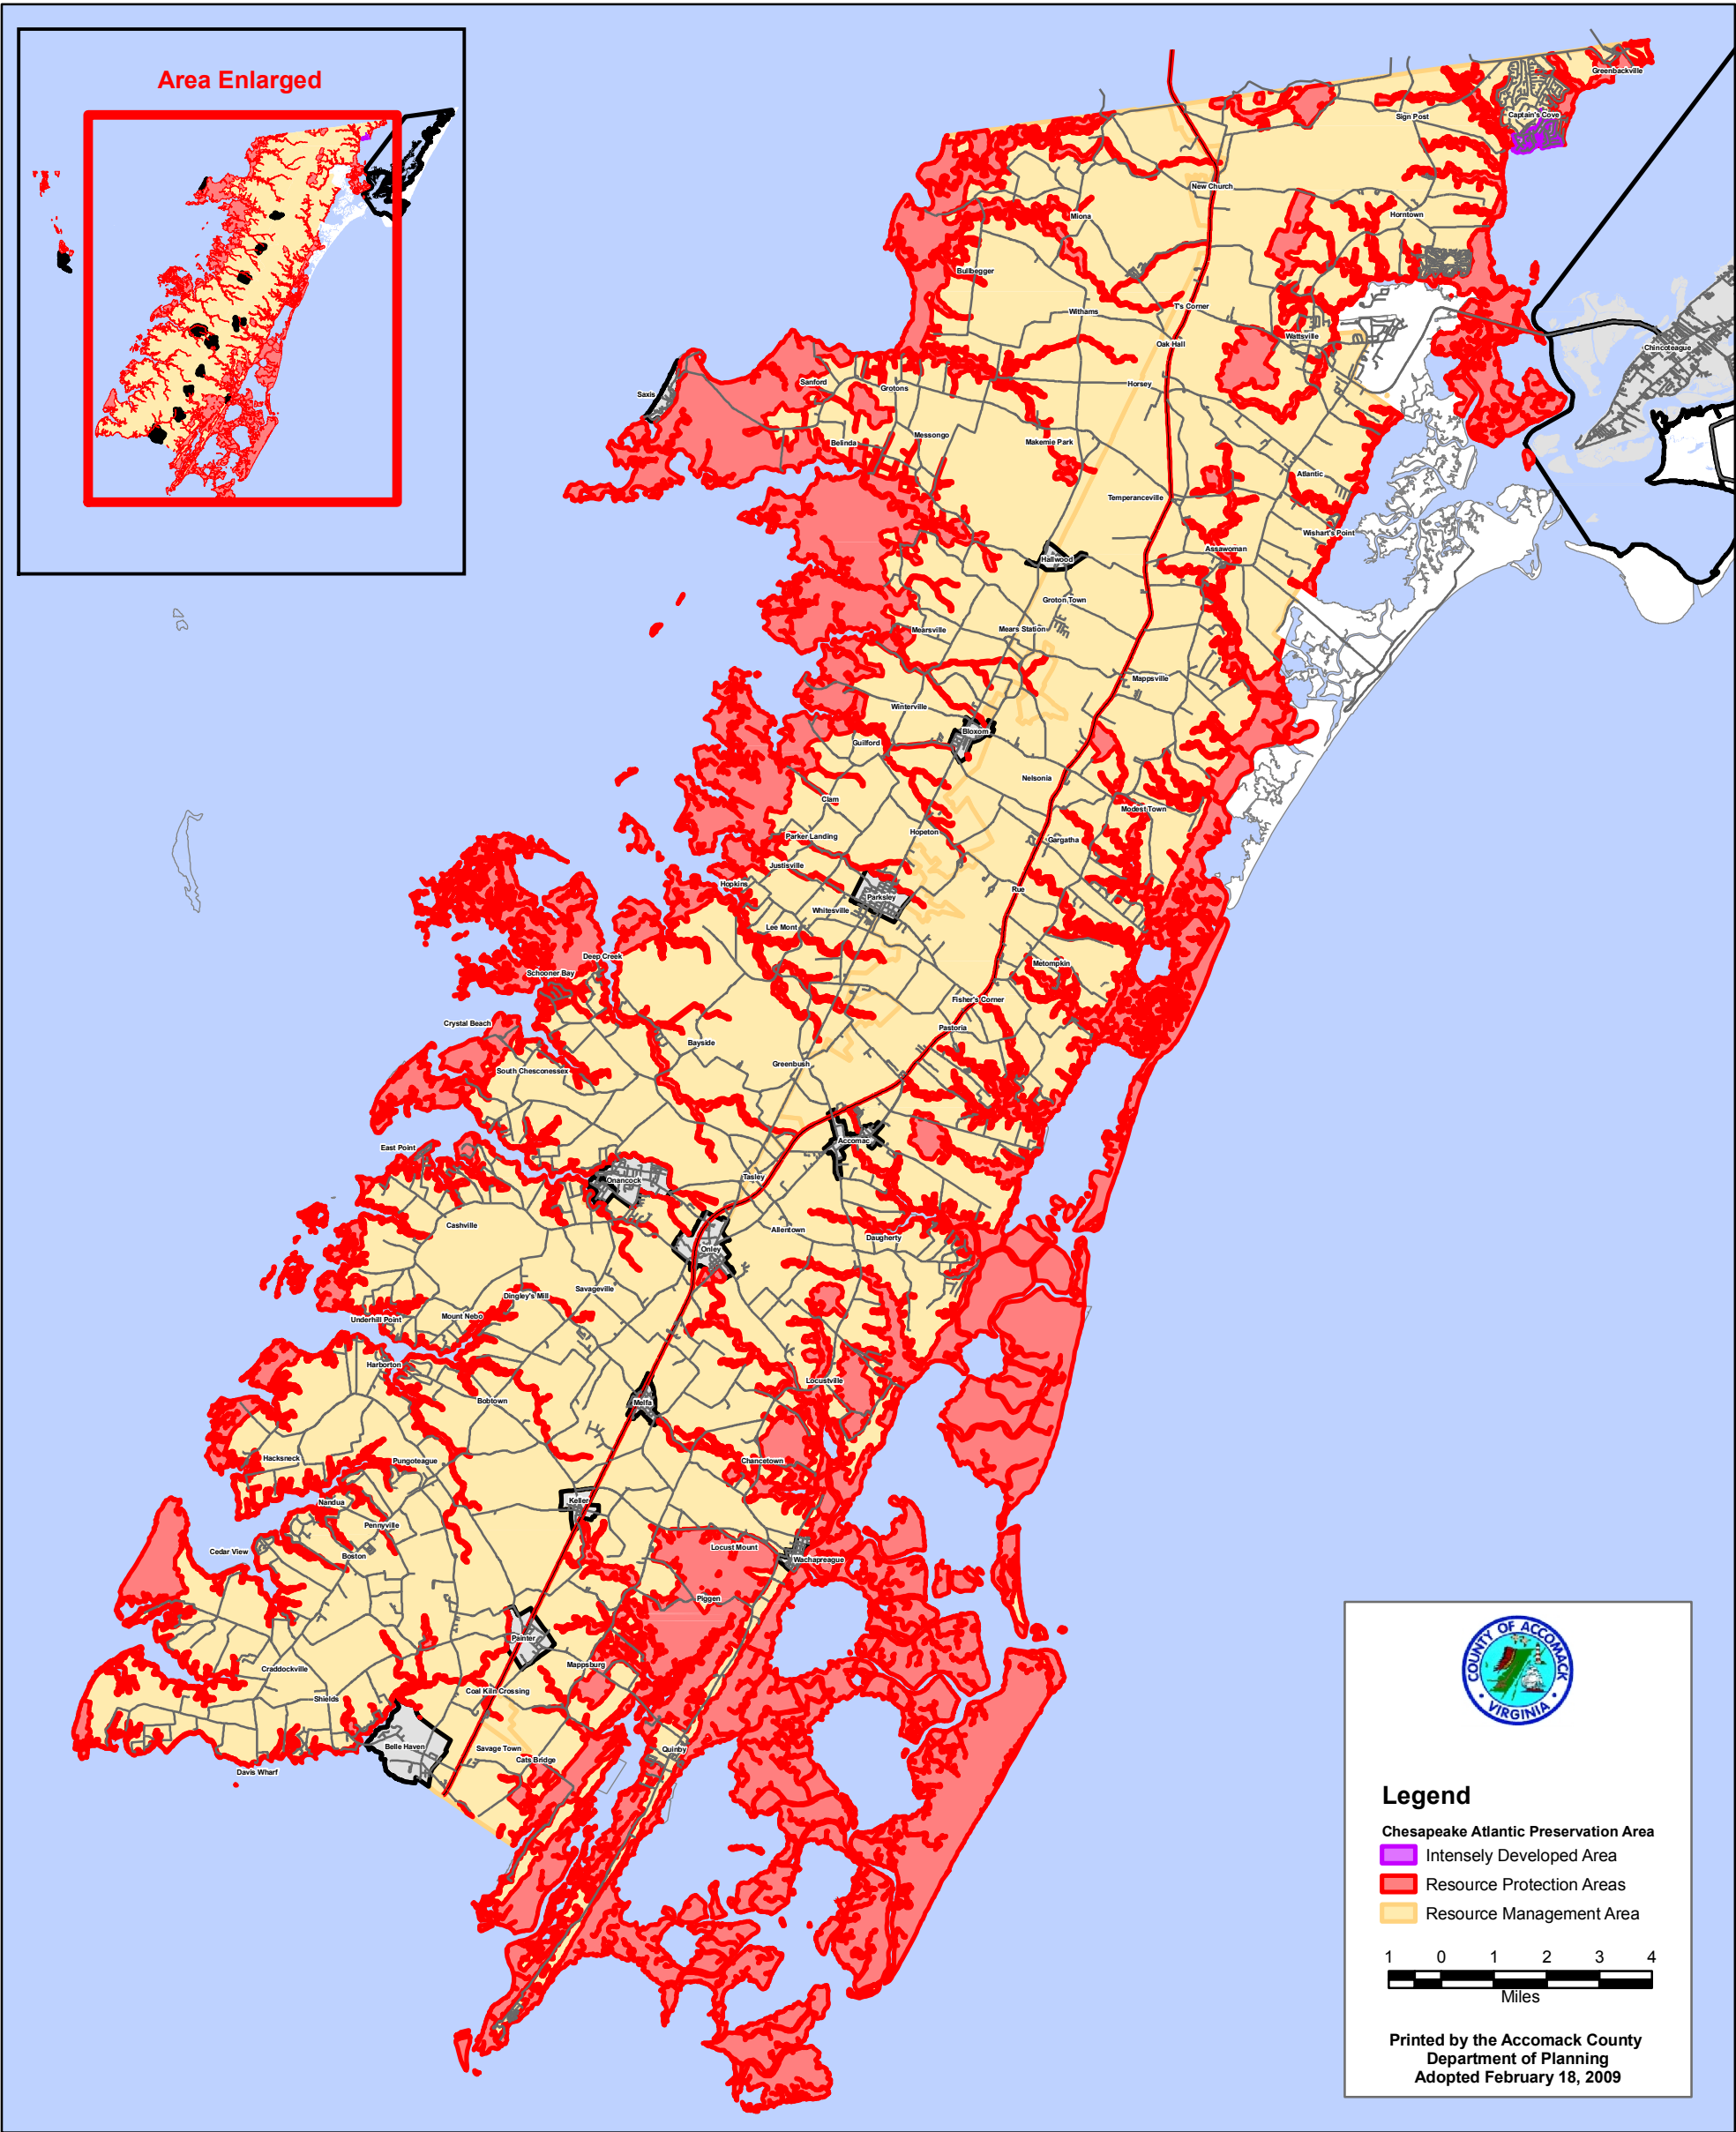 Area Enlarged
Greenbackville
Sign Post
Captain's Cove
New Church
Miona
Horntown
Bullbegger
T's Corner
Withams
Wattsville
Oak Hall
Chincoteague
Sanford
Horsey
Grotons
Saxis
Messongo
Belinda
Makemie Park
Atlantic
Temperanceville
Wishart's Point
Assawoman
Hallwood
Groton Town
Mearsville
Mears Station
Mappsville
Winterville
Bloxom
Guilford
Nelsonia
Clam
Modest Town
Hopeton
Parker Landing
Gargatha
Justisville
Hopkins
Rue
Parksley
Whitesville
Lee Mont
Deep Creek
Metompkin
Schooner Bay
Fisher's Corner
Crystal Beach
Pastoria
Bayside
Greenbush
South Chesconessex
Accomac
East Point
Tasley
Onancock
Cashville
Allentown
Daugherty
Onley
Savageville
Dingley's Mill
Mount Nebo
Underhill Point
Harborton
Locustville
Bobtown
Melfa
Hacksneck
Pungoteague
Chancetown
Keller
Nandua
Pennyville
Locust Mount
Cedar View
Boston
Wachapreague
Piggen
Painter
Mappsburg
Craddockville
Coal Kiln Crossing
Shields
Belle Haven
Savage Town
Quinby
Cats Bridge
Davis Wharf
COUNTY OF ACCOMACK
VIRGINIA
Legend
Chesapeake Atlantic Preservation Area
Intensely Developed Area
Resource Protection Areas
Resource Management Area
1 0 1 2 3 4
Miles
Printed by the Accomack County
Department of Planning
Adopted February 18, 2009